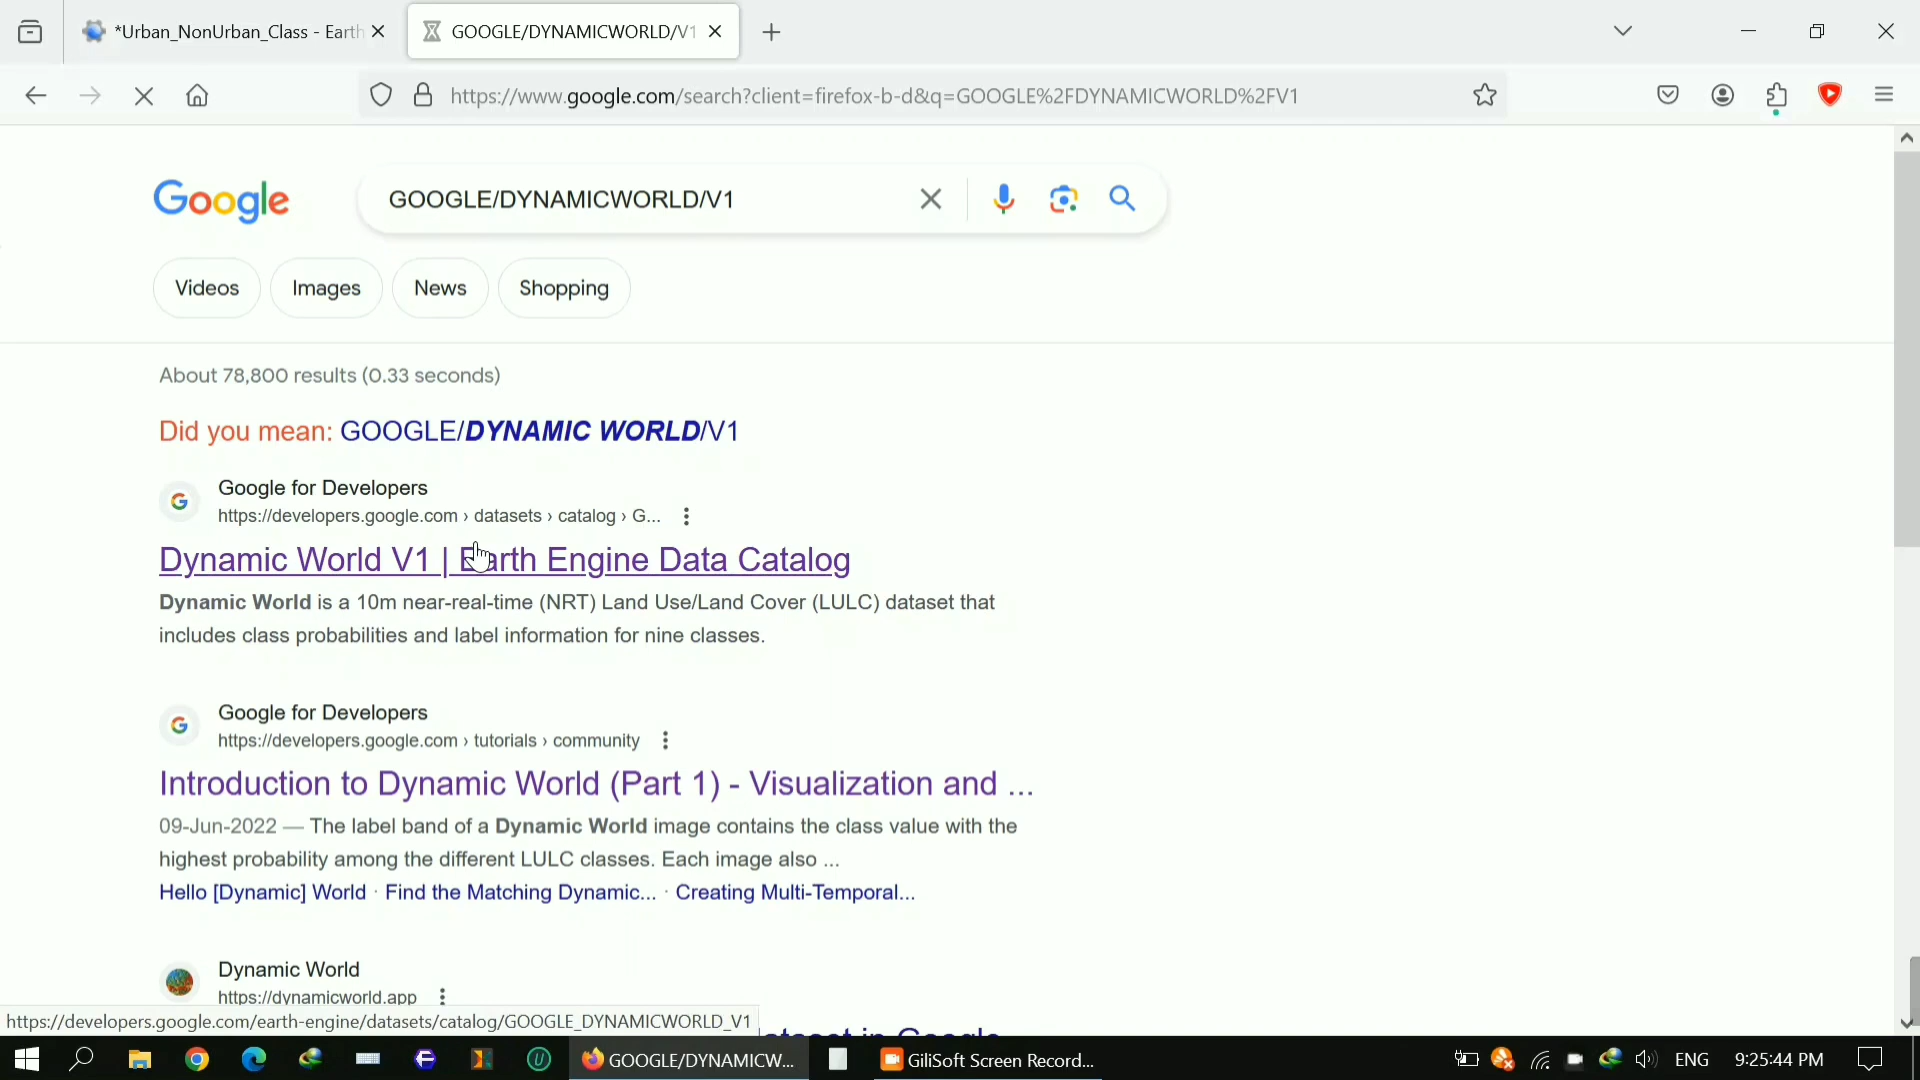 *Urban_NonUrban_Class - Earth
GOOGLE/DYNAMICWORLD/V1
https://www.google.com/search?client=firefox-b-d&q=GOOGLE%2FDYNAMICWORLD%2FV1
Google
GOOGLE/DYNAMICWORLD/V1
Videos
Images
News
Shopping
About 78,800 results (0.33 seconds)
Did you mean: GOOGLE/DYNAMIC WORLD/V1
Google for Developers
https://developers.google.com › datasets › catalog › G...
Dynamic World V1 | Earth Engine Data Catalog
Dynamic World is a 10m near-real-time (NRT) Land Use/Land Cover (LULC) dataset that
includes class probabilities and label information for nine classes.
Google for Developers
https://developers.google.com › tutorials › community
Introduction to Dynamic World (Part 1) - Visualization and ...
09-Jun-2022 — The label band of a Dynamic World image contains the class value with the
highest probability among the different LULC classes. Each image also ...
Hello [Dynamic] World · Find the Matching Dynamic... · Creating Multi-Temporal...
Dynamic World
https://dynamicworld.app
https://developers.google.com/earth-engine/datasets/catalog/GOOGLE_DYNAMICWORLD_V1
GOOGLE/DYNAMICW...
GiliSoft Screen Record...
ENG
9:25:44 PM